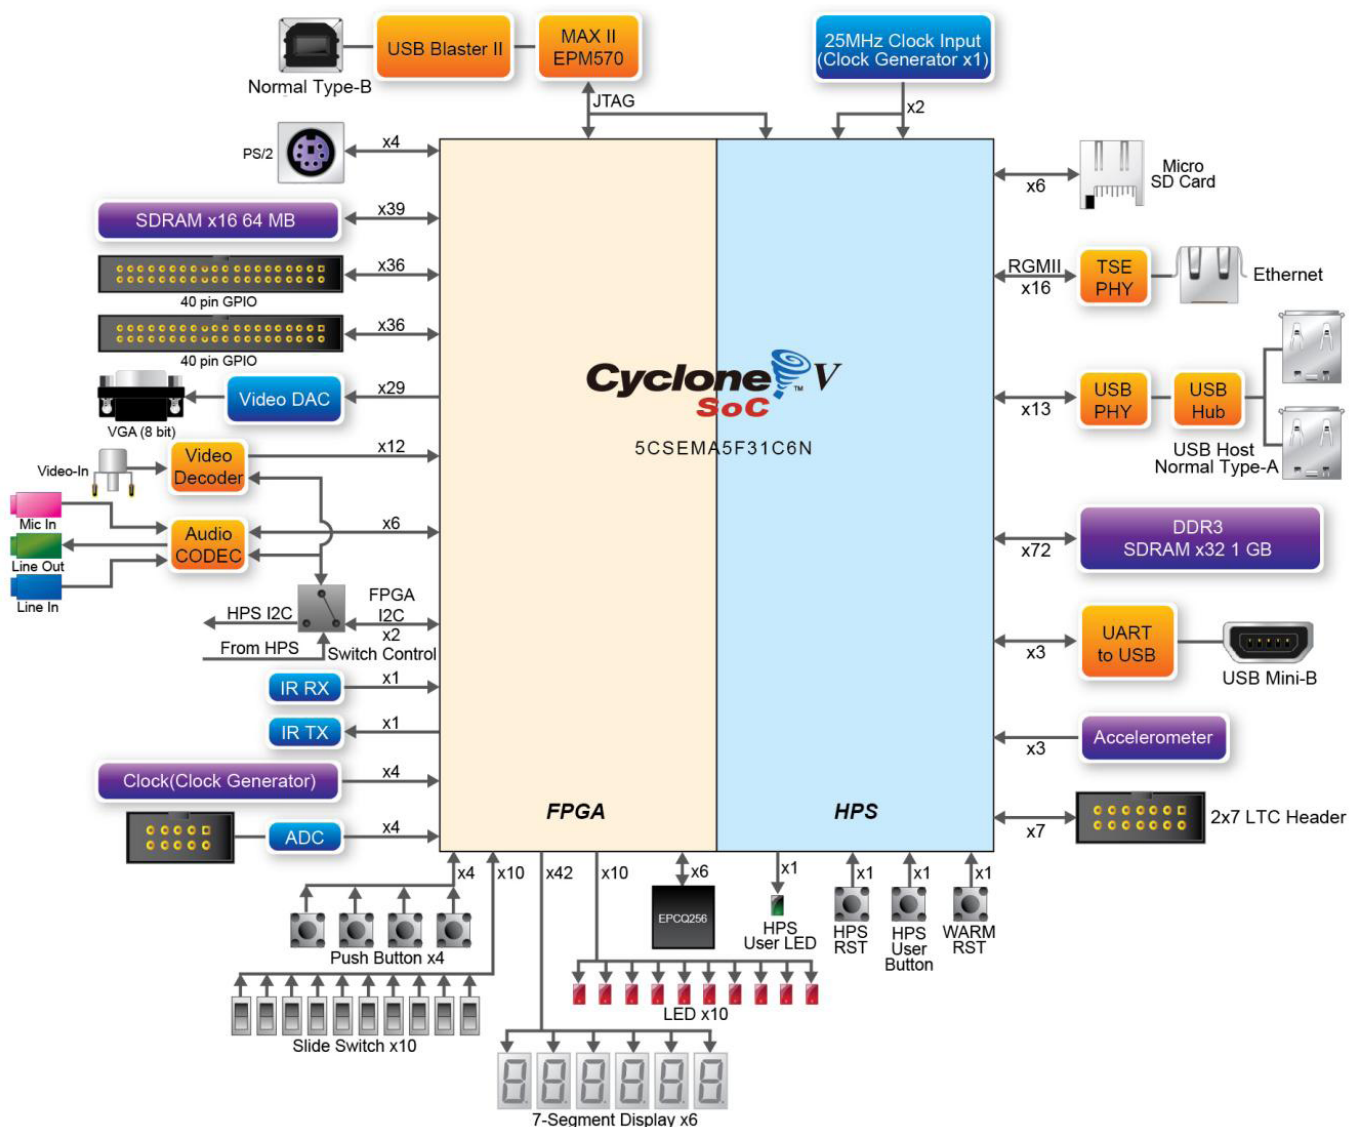 USB Blaster II
MAX II
EPM570
25MHz Clock Input
(Clock Generator x1)
Normal Type-B
JTAG
x2
PS/2
x4
x6
Micro
SD Card
SDRAM x16 64 MB
x39
40 pin GPIO
x36
RGMII
x16
TSE
PHY
Ethernet
40 pin GPIO
x36
Cyclone V
TM
SoC
5CSEMA5F31C6N
VGA (8 bit)
Video DAC
x29
x13
USB
PHY
USB
Hub
USB Host
Normal Type-A
Video-In
Video
Decoder
x12
Mic In
Line Out
Line In
Audio
CODEC
x6
x72
DDR3
SDRAM x32 1 GB
HPS I2C
From HPS
FPGA
I2C
x2
Switch Control
x3
UART
to USB
USB Mini-B
IR RX
x1
IR TX
x1
x3
Accelerometer
Clock(Clock Generator)
x4
ADC
x4
FPGA
HPS
x7
2x7 LTC Header
x4
x10
x42
x10
x6
x1
x1
x1
x1
EPCQ256
HPS
User LED
HPS
RST
HPS
User
Button
WARM
RST
Push Button x4
LED x10
Slide Switch x10
7-Segment Display x6